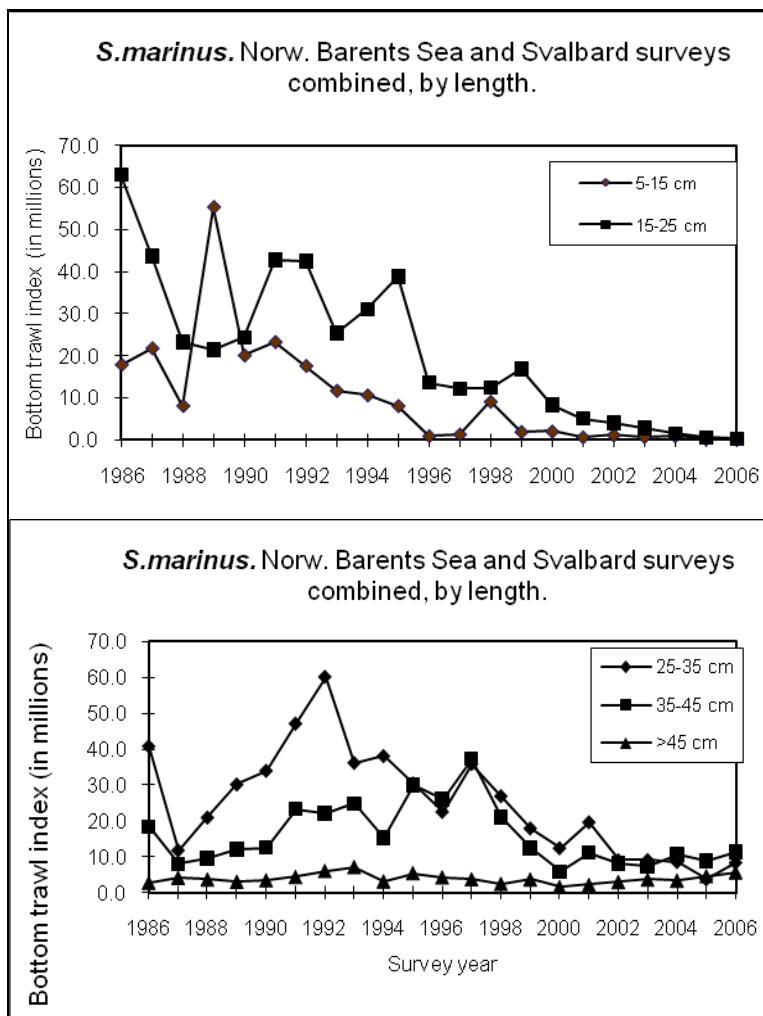 S.marinus. Norw. Barents Sea and Svalbard surveys
combined, by length.
Bottom trawl index (in millions)
70.0
60.0
50.0
40.0
30.0
20.0
10.0
0.0
5-15 cm
15-25 cm
1986 1988 1990 1992 1994 1996 1998 2000 2002 2004 2006
S.marinus. Norw. Barents Sea and Svalbard surveys
combined, by length.
Bottom trawl index (in millions)
70.0
60.0
50.0
40.0
30.0
20.0
10.0
0.0
25-35 cm
35-45 cm
>45 cm
1986 1988 1990 1992 1994 1996 1998 2000 2002 2004 2006
Survey year